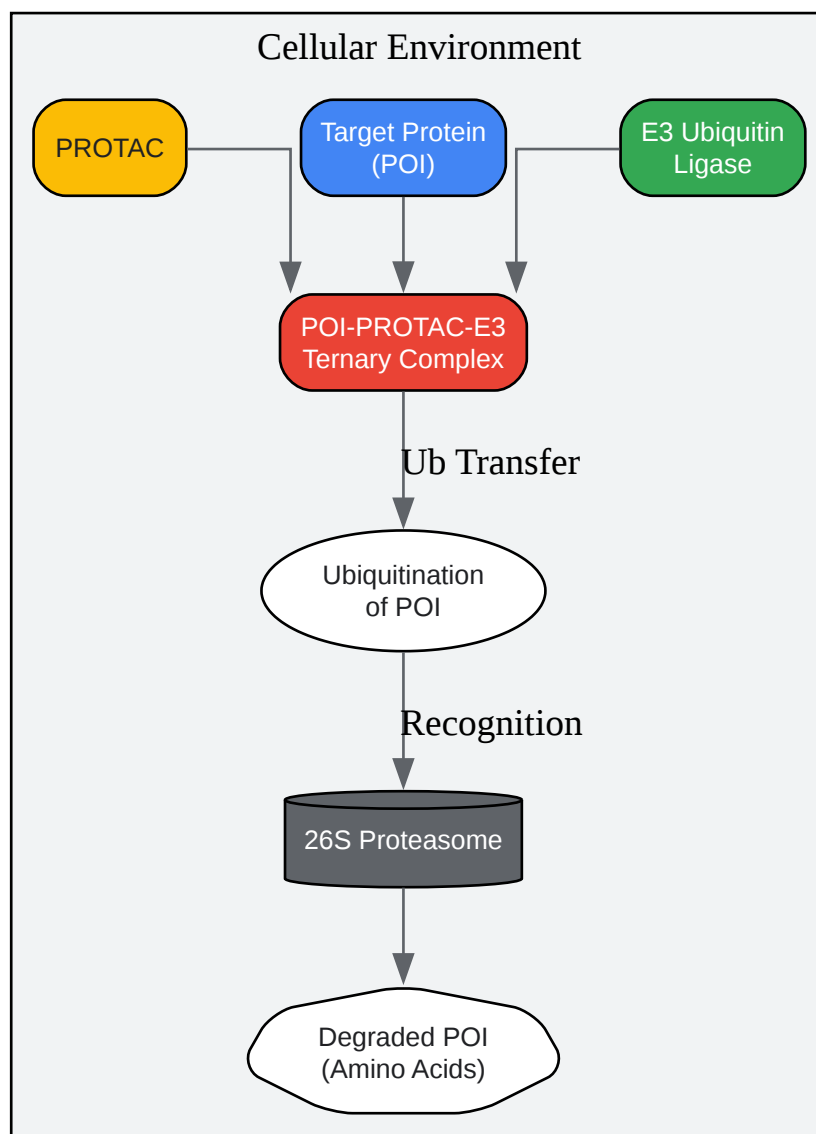 Cellular Environment
PROTAC
Target Protein
(POI)
E3 Ubiquitin
Ligase
POI-PROTAC-E3
Ternary Complex
Ub Transfer
Ubiquitination
of POI
Recognition
26S Proteasome
Degraded POI
(Amino Acids)